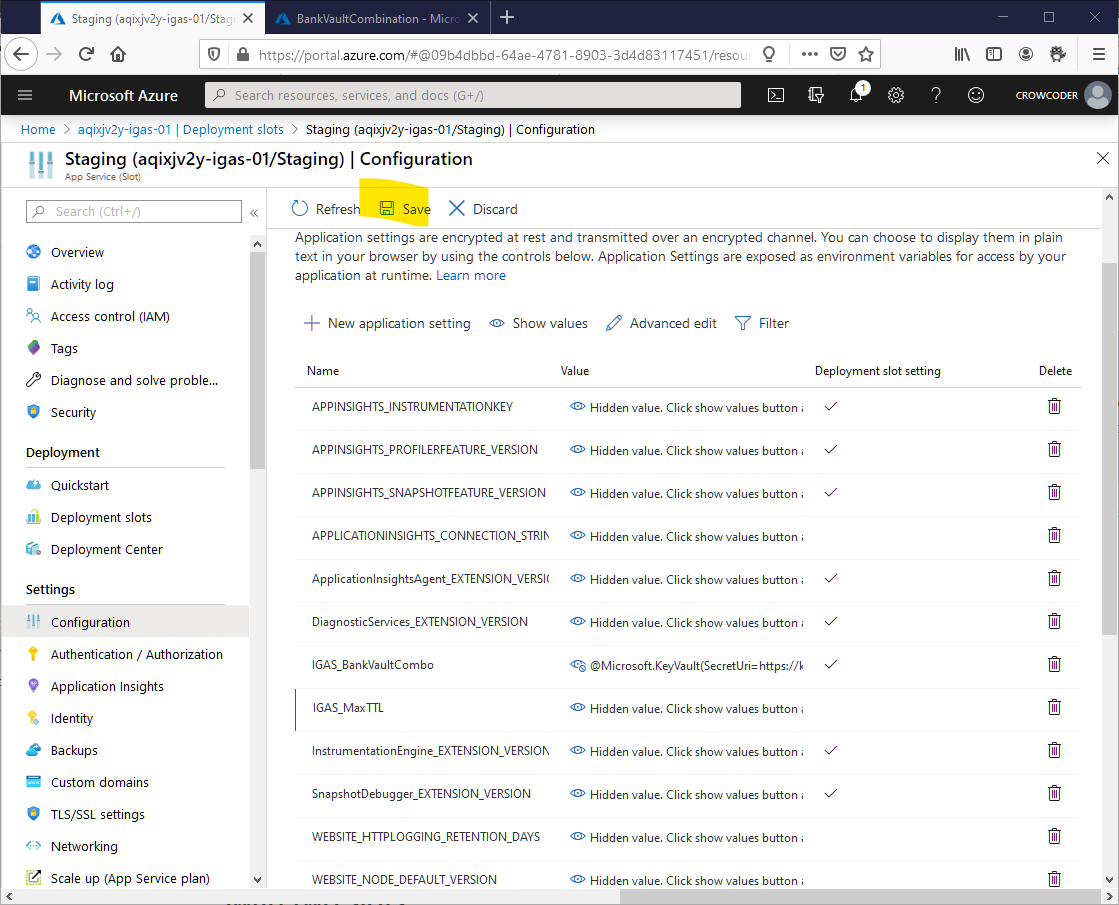 Staging (aqixjv2y-igas-01/Stag
BankVaultCombination - Micro
https://portal.azure.com/#@09b4dbbd-64ae-4781-8903-3d4d83117451/resour
Microsoft Azure
Search resources, services, and docs (G+/)
1
CROWCODER
Home > aqixjv2y-igas-01 | Deployment slots > Staging (aqixjv2y-igas-01/Staging) | Configuration
Staging (aqixjv2y-igas-01/Staging) | Configuration
App Service (Slot)
Search (Ctrl+/)
«
Overview
Activity log
Access control (IAM)
Tags
Diagnose and solve proble...
Security
Deployment
Quickstart
Deployment slots
Deployment Center
Settings
Configuration
Authentication / Authorization
Application Insights
Identity
Backups
Custom domains
TLS/SSL settings
Networking
Scale up (App Service plan)
Refresh Save Discard
Application settings are encrypted at rest and transmitted over an encrypted channel. You can choose to display them in plain
text in your browser by using the controls below. Application Settings are exposed as environment variables for access by your
application at runtime. Learn more
New application setting Show values Advanced edit Filter
Name Value Deployment slot setting Delete
APPINSIGHTS_INSTRUMENTATIONKEY Hidden value. Click show values button a
APPINSIGHTS_PROFILERFEATURE_VERSION Hidden value. Click show values button a
APPINSIGHTS_SNAPSHOTFEATURE_VERSION Hidden value. Click show values button a
APPLICATIONINSIGHTS_CONNECTION_STRIN Hidden value. Click show values button a
ApplicationInsightsAgent_EXTENSION_VERSIO Hidden value. Click show values button a
DiagnosticServices_EXTENSION_VERSION Hidden value. Click show values button a
IGAS_BankVaultCombo @Microsoft.KeyVault(SecretUri=https://k
IGAS_MaxTTL Hidden value. Click show values button a
InstrumentationEngine_EXTENSION_VERSION Hidden value. Click show values button a
SnapshotDebugger_EXTENSION_VERSION Hidden value. Click show values button a
WEBSITE_HTTPLOGGING_RETENTION_DAYS Hidden value. Click show values button a
WEBSITE_NODE_DEFAULT_VERSION Hidden value. Click show values button a